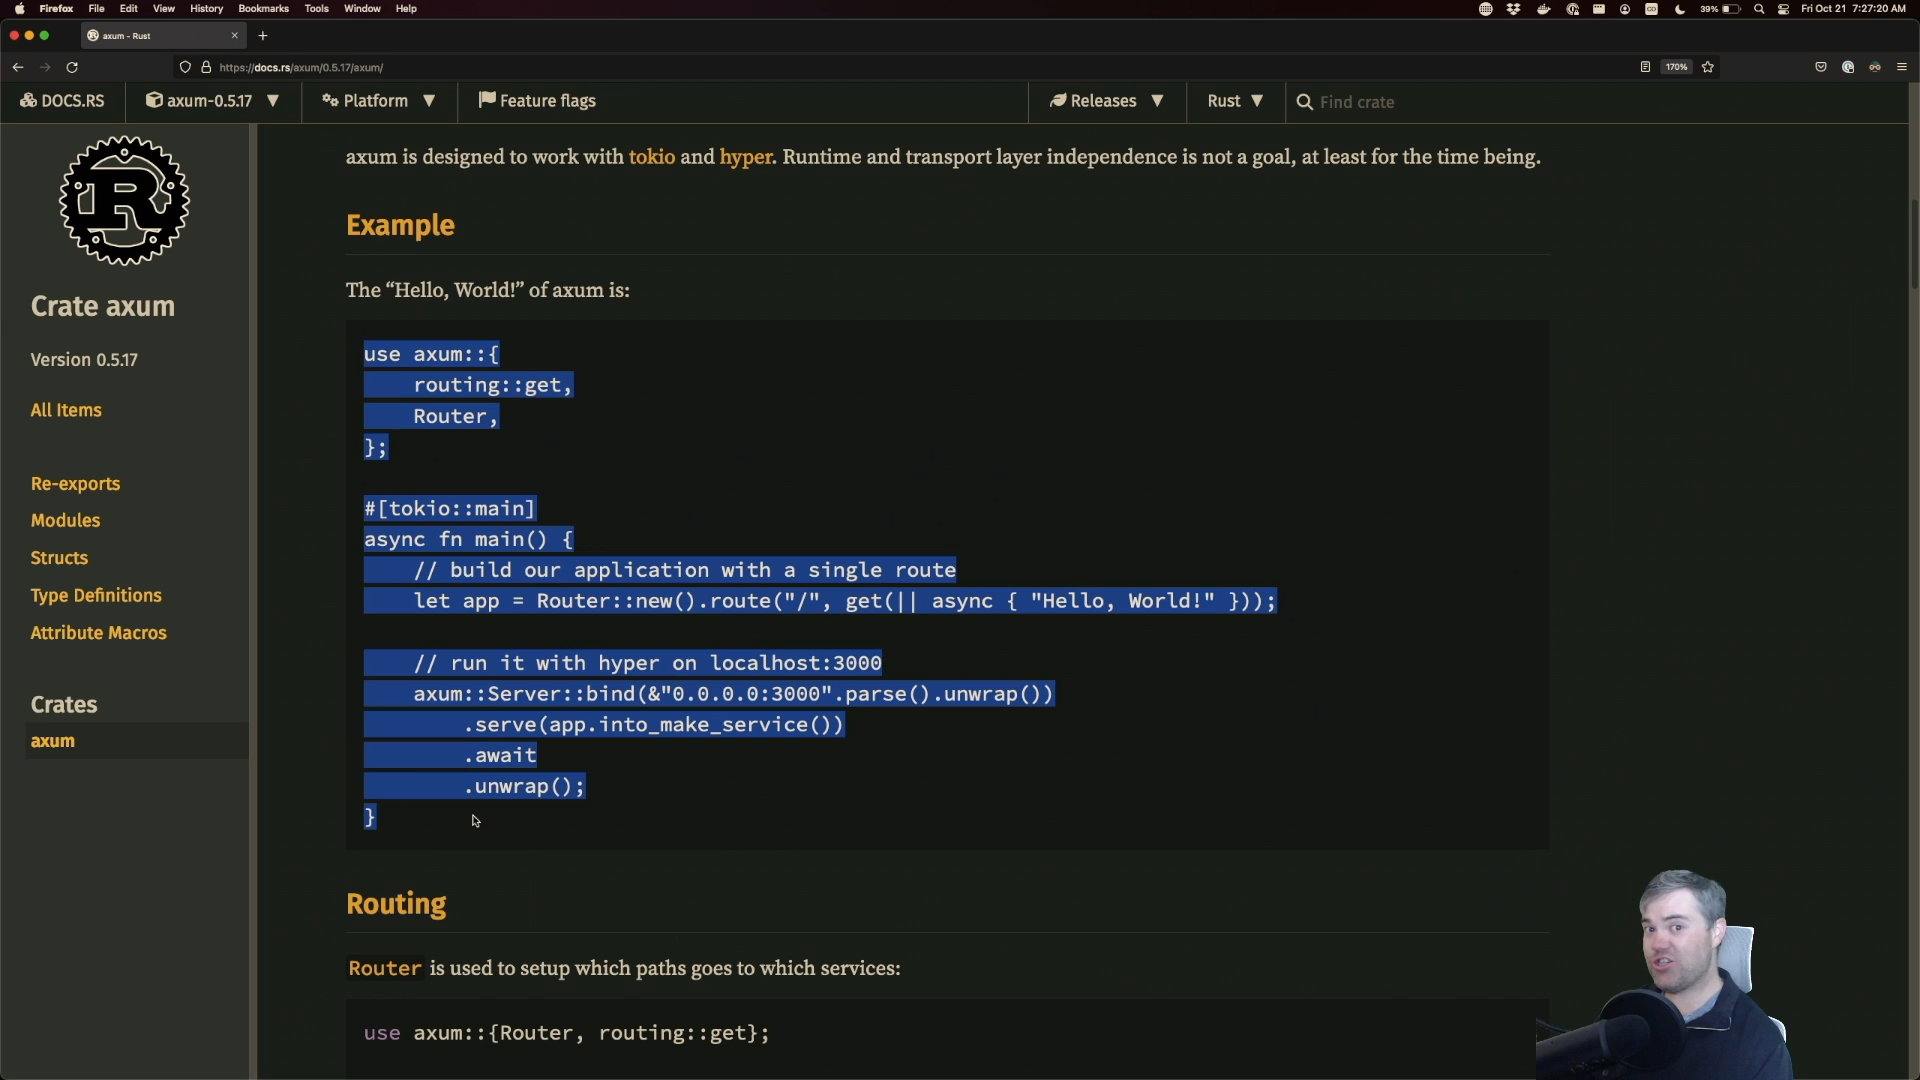 Firefox File Edit View History Bookmarks Tools Window Help 39% Fri Oct 21 7:27:20 AM
axum - Rust
https://docs.rs/axum/0.5.17/axum/ 170%
DOCS.RS axum-0.5.17 Platform Feature flags Releases Rust Find crate
Crate axum
Version 0.5.17
All Items
Re-exports
Modules
Structs
Type Definitions
Attribute Macros
Crates
axum
axum is designed to work with tokio and hyper. Runtime and transport layer independence is not a goal, at least for the time being.
Example
The “Hello, World!” of axum is:
use axum::{
    routing::get,
    Router,
};
#[tokio::main]
async fn main() {
    // build our application with a single route
    let app = Router::new().route("/", get(|| async { "Hello, World!" }));
    // run it with hyper on localhost:3000
    axum::Server::bind(&"0.0.0.0:3000".parse().unwrap())
        .serve(app.into_make_service())
        .await
        .unwrap();
}
Routing
Router is used to setup which paths goes to which services:
use axum::{Router, routing::get};